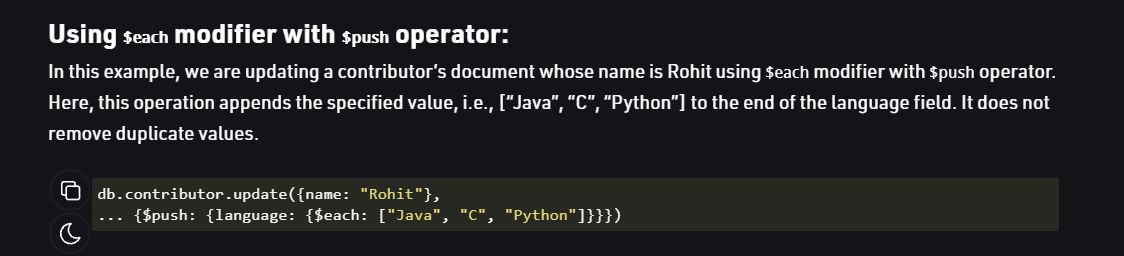 Using $each modifier with $push operator:
In this example, we are updating a contributor’s document whose name is Rohit using $each modifier with $push operator.
Here, this operation appends the specified value, i.e., [“Java”, “C”, “Python”] to the end of the language field. It does not
remove duplicate values.
db.contributor.update({name: "Rohit"},
... {$push: {language: {$each: ["Java", "C", "Python"]}}})